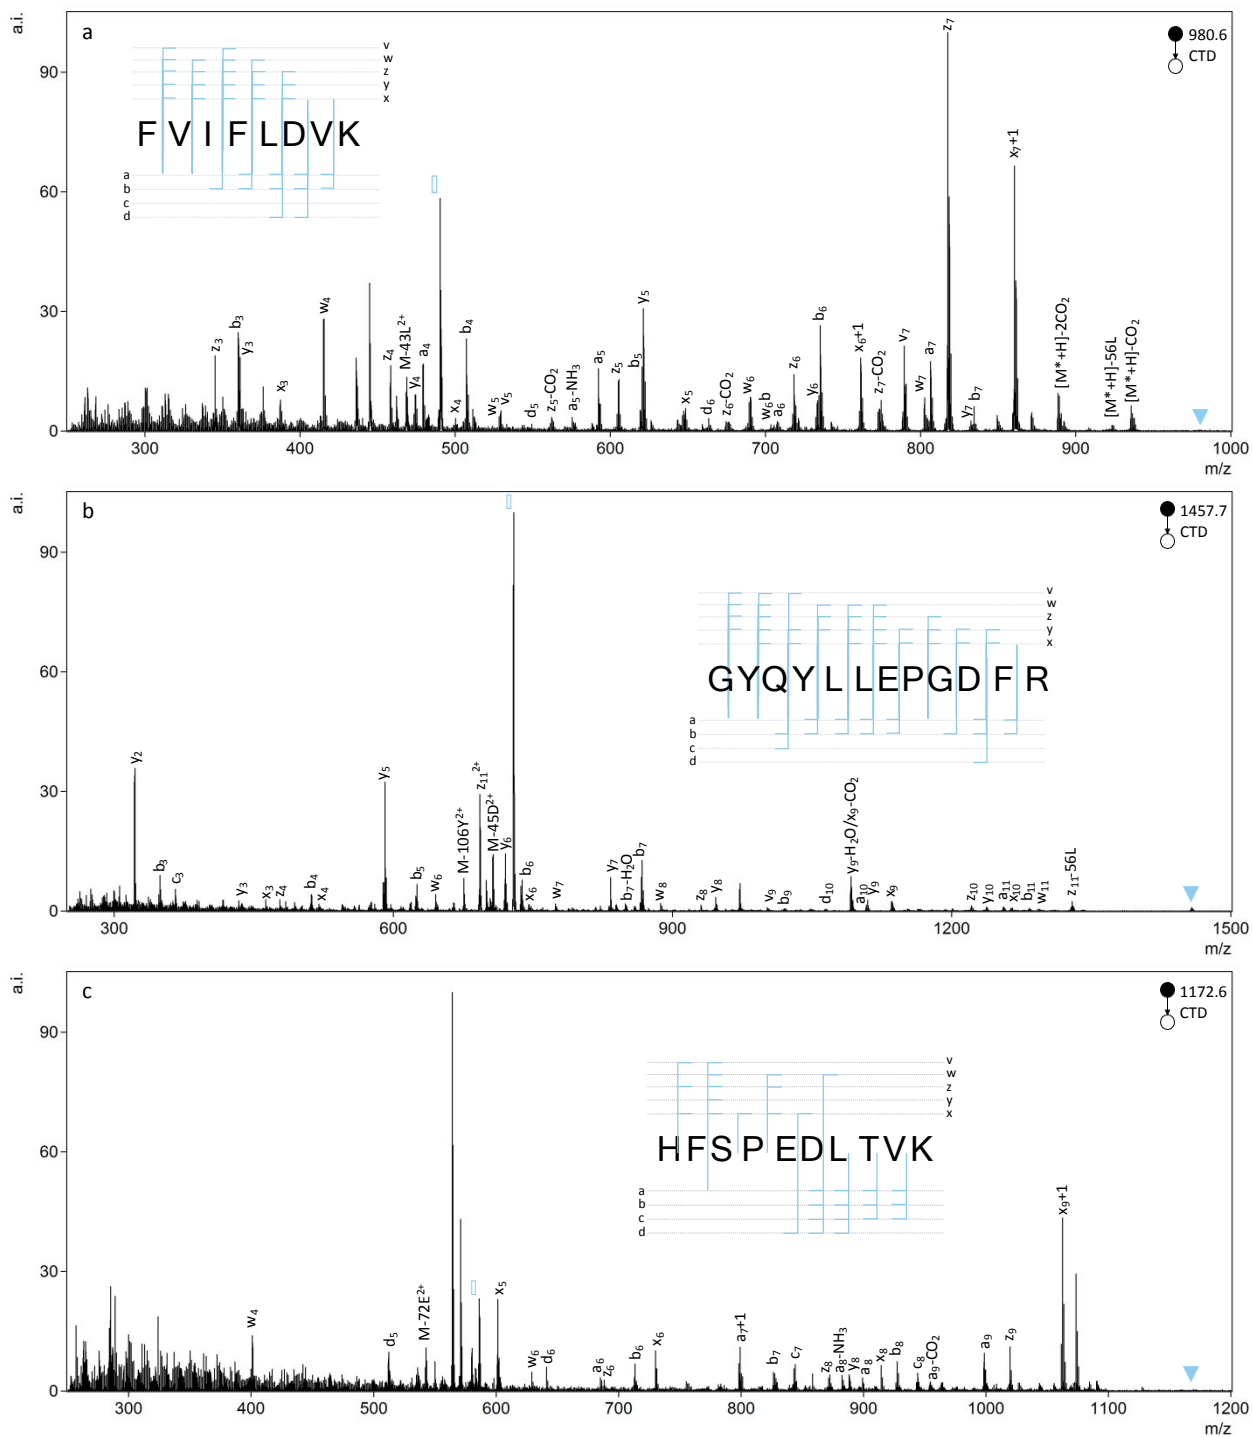 a.i.
a
980.6
CTD
v
w
z
y
x
F V I F L D V K
a
b
c
d
90
60
30
0
z₃
b₃
y₃
x₃
w₄
z₄
M-43L²⁺
y₄
a₄
x₄
b₄
w₅
v₅
d₅
z₅-CO₂
a₅-NH₃
a₅
z₅
b₅
y₅
x₅
d₆
z₆-CO₂
w₆
w₆b
a₆
z₆
y₆
b₆
x₆+1
z₇-CO₂
v₇
w₇
a₇
z₇
y₇
b₇
x₇+1
[M*+H]-2CO₂
[M*+H]-56L
[M*+H]-CO₂
300 400 500 600 700 800 900 1000
m/z
a.i.
b
1457.7
CTD
v
w
z
y
x
GYQYLLEPGDFR
a
b
c
d
90
60
30
0
y₂
b₃
c₃
y₃
x₃
z₄
b₄
x₄
y₅
b₅
w₆
M-106Y²⁺
z₁₁²⁺
M-45D²⁺
y₆
b₆
x₆
w₇
y₇
b₇-H₂O
b₇
w₈
z₈
y₈
v₉
b₉
d₁₀
y₉-H₂O/x₉-CO₂
a₁₀
y₉
x₉
z₁₀
y₁₀
a₁₁
x₁₀
b₁₁
w₁₁
z₁₁-56L
300 600 900 1200 1500
m/z
a.i.
c
1172.6
CTD
v
w
z
y
x
HFSPEDLTVK
a
b
c
d
90
60
30
0
w₄
d₅
M-72E²⁺
x₅
w₆
d₆
a₆
z₆
b₆
x₆
a₇+1
b₇
c₇
z₈
a₈-NH₃
y₈
a₈
x₈
b₈
c₈
a₉-CO₂
a₉
z₉
x₉+1
300 400 500 600 700 800 900 1000 1100 1200
m/z